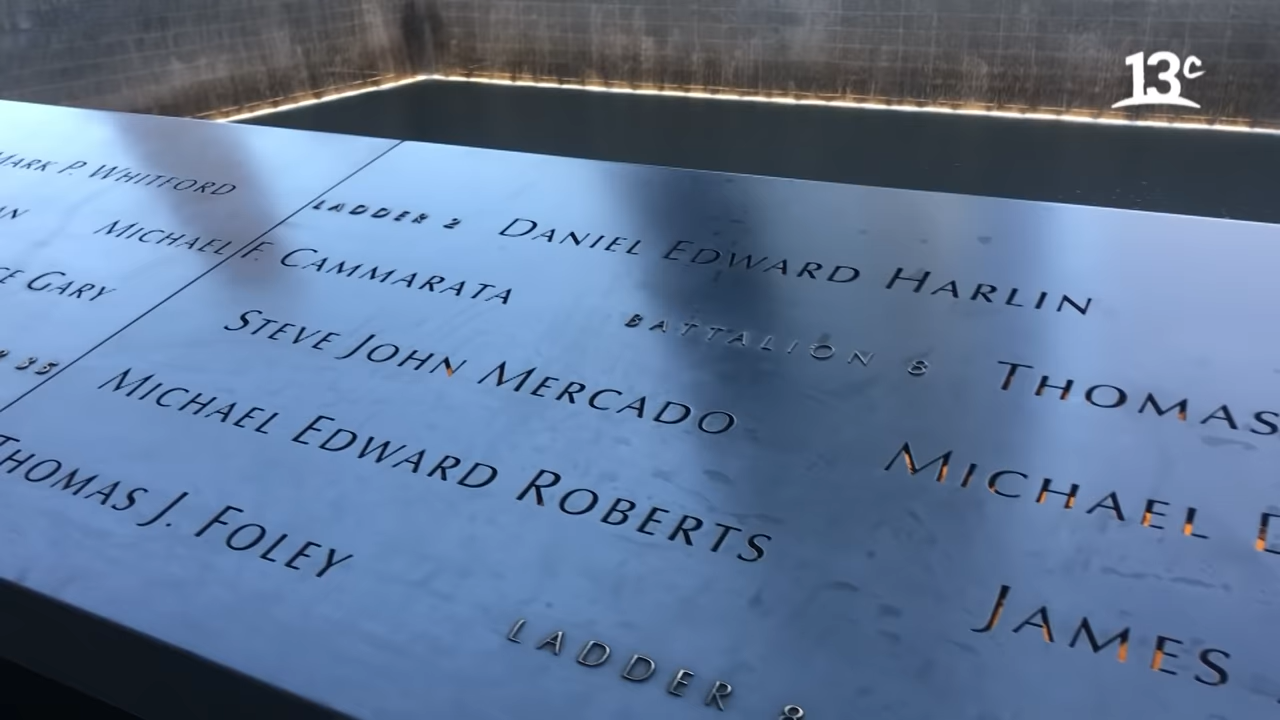 13c
MARK P. WHITFORD
LADDER 2 DANIEL EDWARD HARLIN
MICHAEL F. CAMMARATA
BATTALION 8 THOMAS
GARY
STEVE JOHN MERCADO
35
MICHAEL EDWARD ROBERTS
MICHAEL
THOMAS J. FOLEY
JAMES
LADDER 8